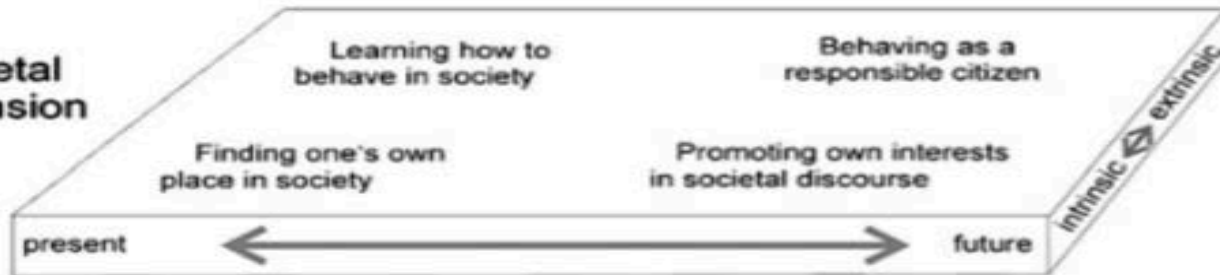 etal
nsion
Learning how to
behave in society
Behaving as a
responsible citizen
Finding one's own
place in society
Promoting own interests
in societal discourse
present
future
intrinsic
extrinsic